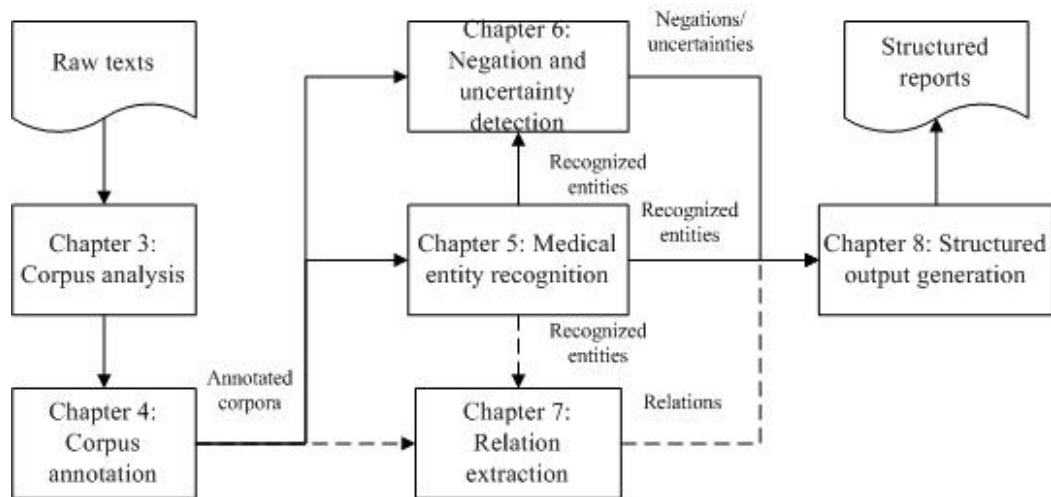 Raw texts
Chapter 3:
Corpus analysis
Chapter 4:
Corpus
annotation
Annotated
corpora
Chapter 6:
Negation and
uncertainty
detection
Negations/
uncertainties
Recognized
entities
Chapter 5: Medical
entity recognition
Recognized
entities
Recognized
entities
Chapter 7:
Relation
extraction
Relations
Structured
reports
Chapter 8: Structured
output generation